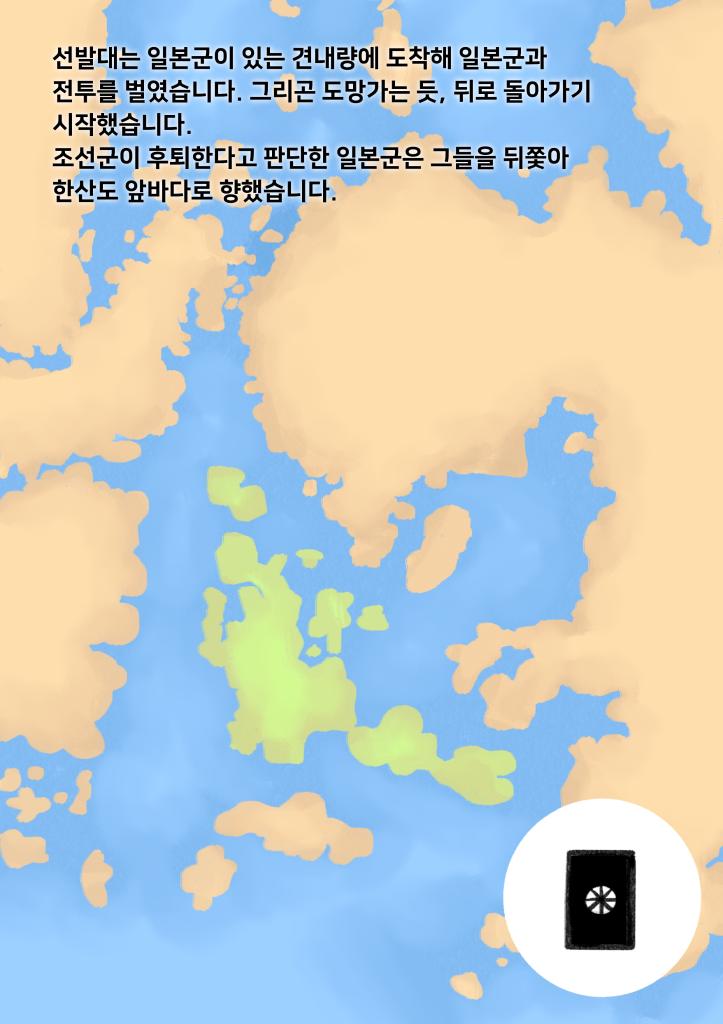 선발대는 일본군이 있는 견내량에 도착해 일본군과
전투를 벌였습니다. 그리곤 도망가는 듯, 뒤로 돌아가기
시작했습니다.
조선군이 후퇴한다고 판단한 일본군은 그들을 뒤쫓아
한산도 앞바다로 향했습니다.